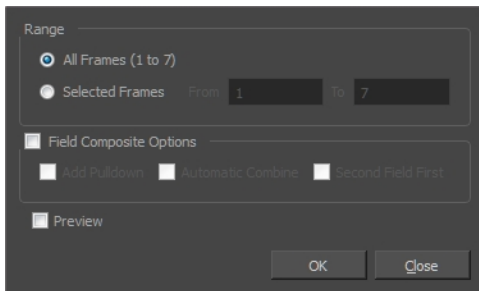 Range
All Frames (1 to 7)
Selected Frames From 1 To 7
Field Composite Options
Add Pulldown Automatic Combine Second Field First
Preview
OK Close